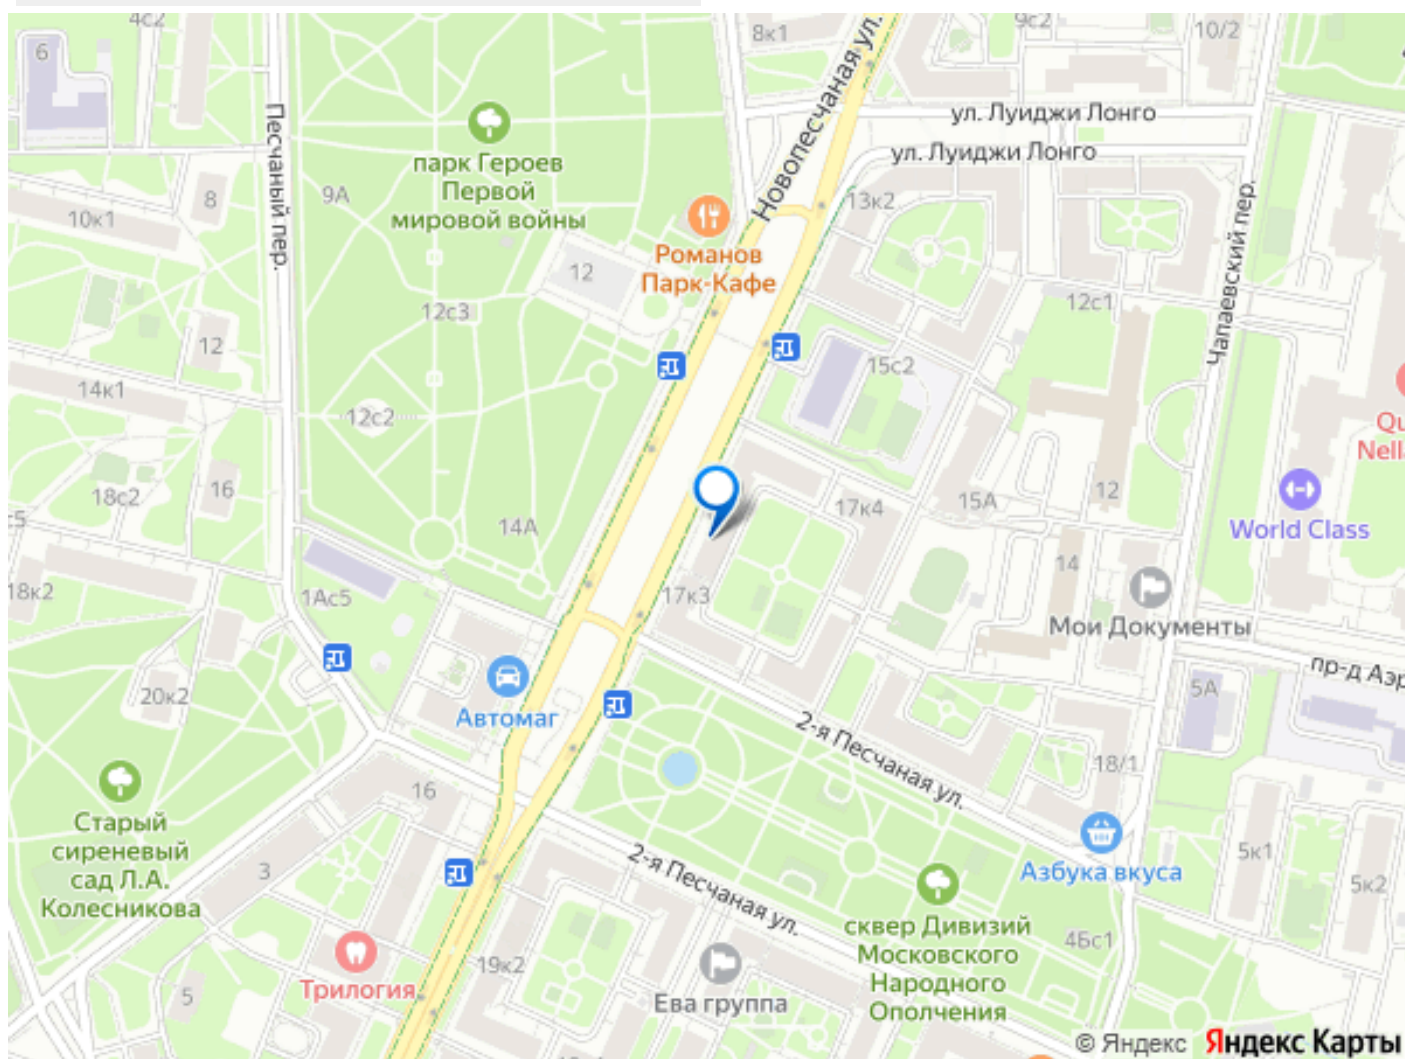 4с2
8к1
9с2
10/2
6
Новопесчаная ул.
ул. Луиджи Лонго
ул. Луиджи Лонго
Песчаный пер.
парк Героев
Первой
мировой войны
9А
8
10к1
13к2
Чапаевский пер.
Романов
Парк-Кафе
12
12с3
12с1
12
14к1
15с2
12с2
Qu
Nella
18с2
16
14А
17к4
15А
12
World Class
14
18к2
1Ас5
17к3
Мои Документы
пр-д Аэр
5А
20к2
Автомаг
2-я Песчаная ул.
18/1
16
Старый
сиреневый
сад Л.А.
Колесникова
3
Азбука вкуса
5к1
5к2
2-я Песчаная ул.
сквер Дивизий
Московского
Народного
Ополчения
4Бс1
19к2
Трилогия
5
Ева группа
© Яндекс Яндекс Карты